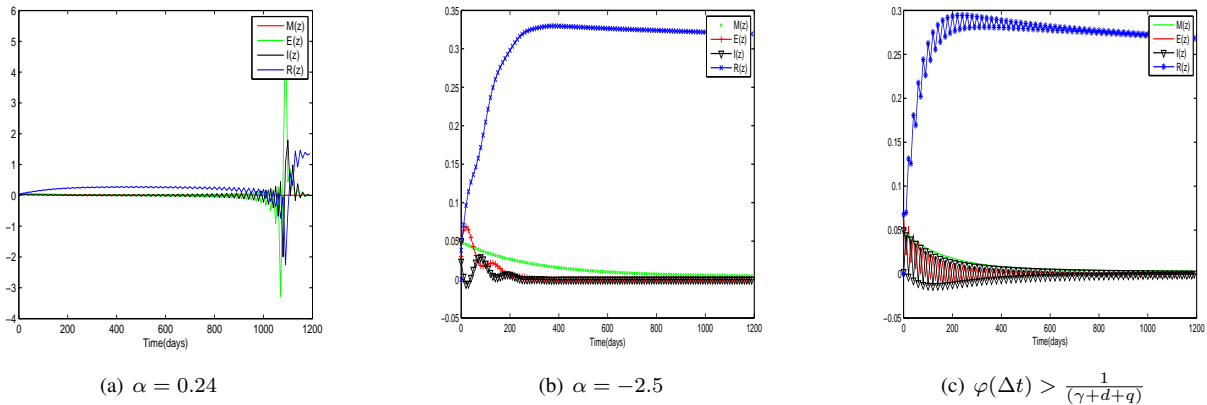 6
5
4
3
2
1
0
−1
−2
−3
−4
0 200 400 600 800 1000 1200
Time(days)
M(z)
E(z)
I(z)
R(z)
(a) α = 0.24
0.35
0.3
0.25
0.2
0.15
0.1
0.05
0
−0.05
0 200 400 600 800 1000 1200
Time(days)
M(z)
E(z)
I(z)
R(z)
(b) α = −2.5
0.3
0.25
0.2
0.15
0.1
0.05
0
−0.05
0 200 400 600 800 1000 1200
Time(days)
M(z)
E(z)
I(z)
R(z)
(c) φ(Δt) > 1/(γ+d+q)